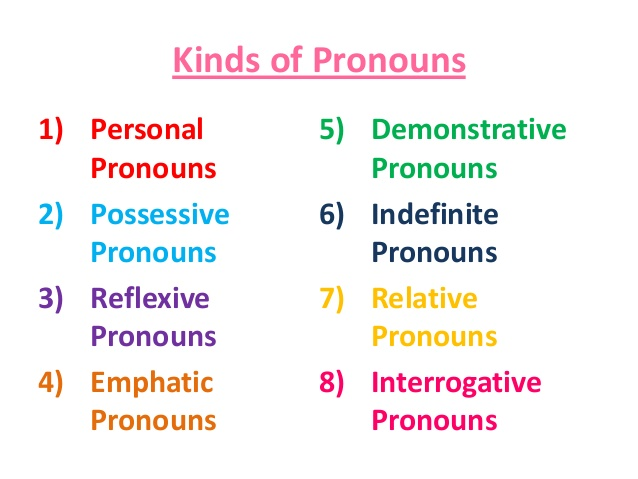 Kinds of Pronouns
1) Personal
Pronouns
2) Possessive
Pronouns
3) Reflexive
Pronouns
4) Emphatic
Pronouns
5) Demonstrative
Pronouns
6) Indefinite
Pronouns
7) Relative
Pronouns
8) Interrogative
Pronouns